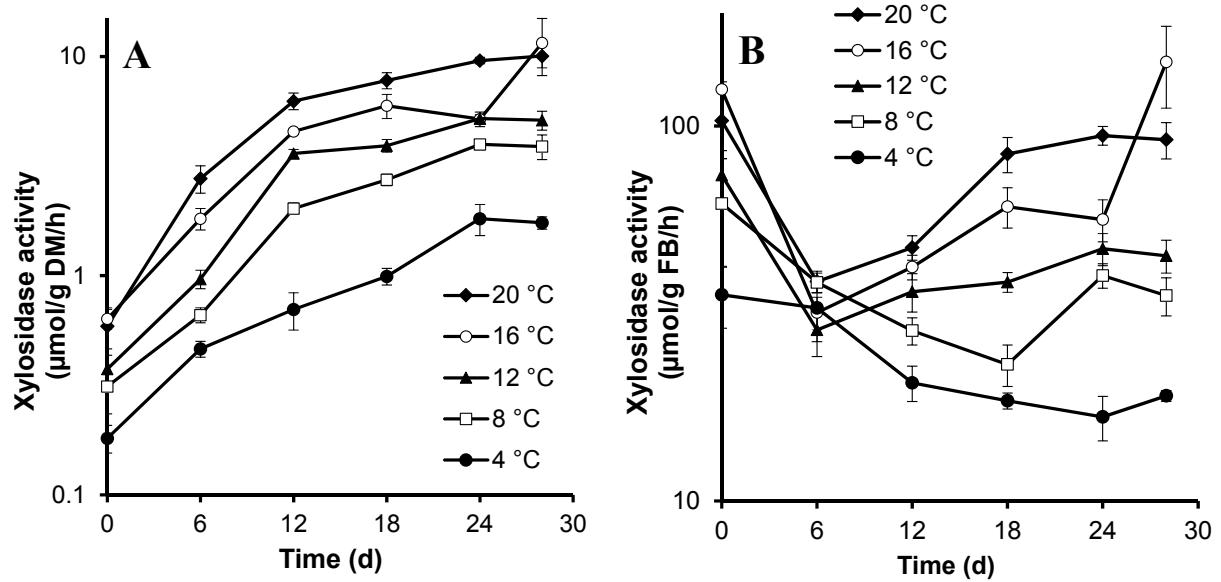 A
10
1
0.1
Xylosidase activity
(µmol/g DM/h)
20 °C
16 °C
12 °C
8 °C
4 °C
0
6
12
18
24
30
Time (d)
B
20 °C
16 °C
12 °C
8 °C
4 °C
100
10
Xylosidase activity
(µmol/g FB/h)
0
6
12
18
24
30
Time (d)